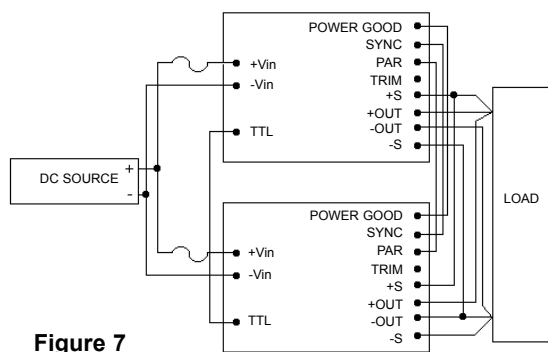 POWER GOOD
SYNC
PAR
TRIM
+S
+OUT
-OUT
-S
+Vin
-Vin
TTL
DC SOURCE
+
-
LOAD
POWER GOOD
SYNC
PAR
TRIM
+S
+OUT
-OUT
-S
+Vin
-Vin
TTL
Figure 7